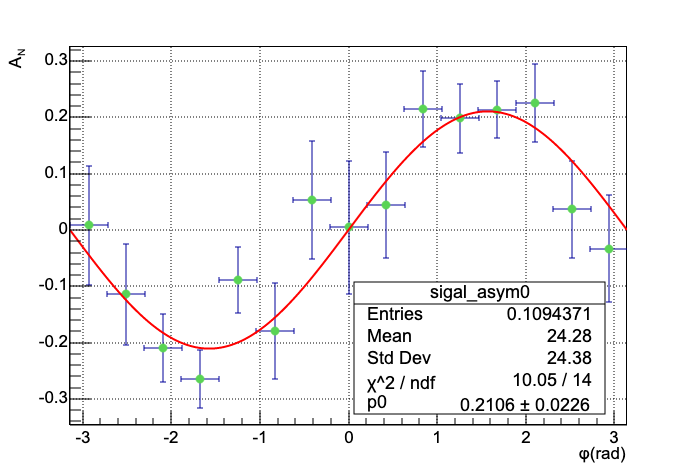 A_N
0.3
0.2
0.1
0
-0.1
-0.2
-0.3
sigal_asym0
Entries 0.1094371
Mean 24.28
Std Dev 24.38
χ^2 / ndf 10.05 / 14
p0 0.2106 ± 0.0226
-3 -2 -1 0 1 2 3
φ(rad)